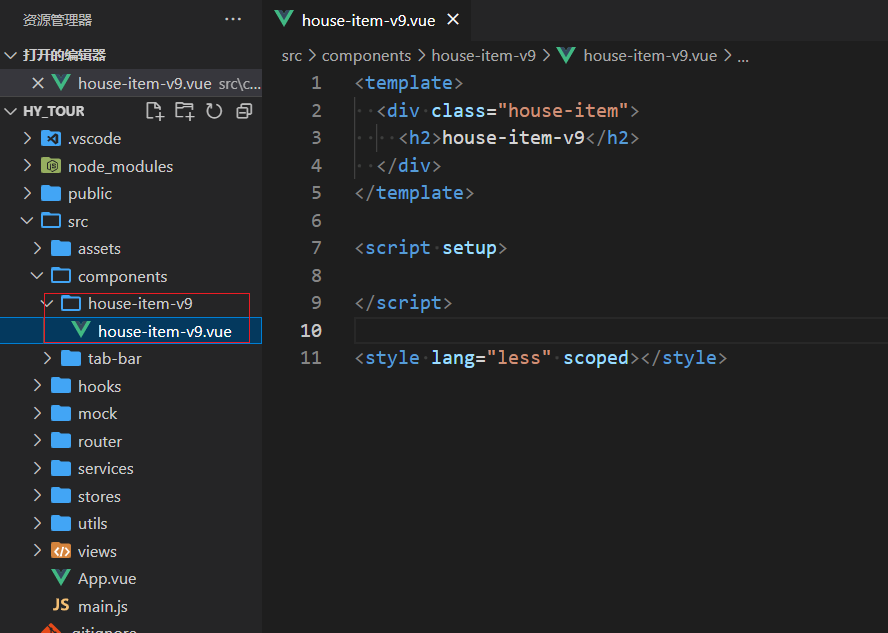 资源管理器 ...
打开的编辑器
house-item-v9.vue src\c...
HY_TOUR
.vscode
node_modules
public
src
assets
components
house-item-v9
house-item-v9.vue
tab-bar
hooks
mock
router
services
stores
utils
views
App.vue
JS main.js
.gitignore
house-item-v9.vue
src > components > house-item-v9 > house-item-v9.vue > ...
1 <template>
2 <div class="house-item">
3 <h2>house-item-v9</h2>
4 </div>
5 </template>
6
7 <script setup>
8
9 </script>
10
11 <style lang="less" scoped></style>